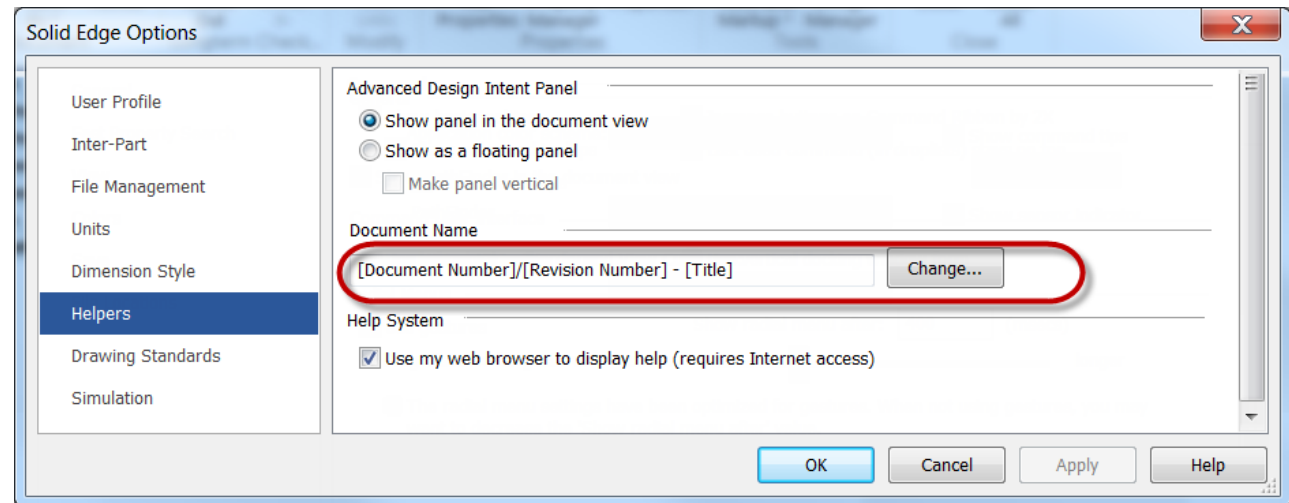 Solid Edge Options
X
User Profile
Inter-Part
File Management
Units
Dimension Style
Helpers
Drawing Standards
Simulation
Advanced Design Intent Panel
Show panel in the document view
Show as a floating panel
Make panel vertical
Document Name
[Document Number]/[Revision Number] - [Title]
Change...
Help System
Use my web browser to display help (requires Internet access)
OK
Cancel
Apply
Help